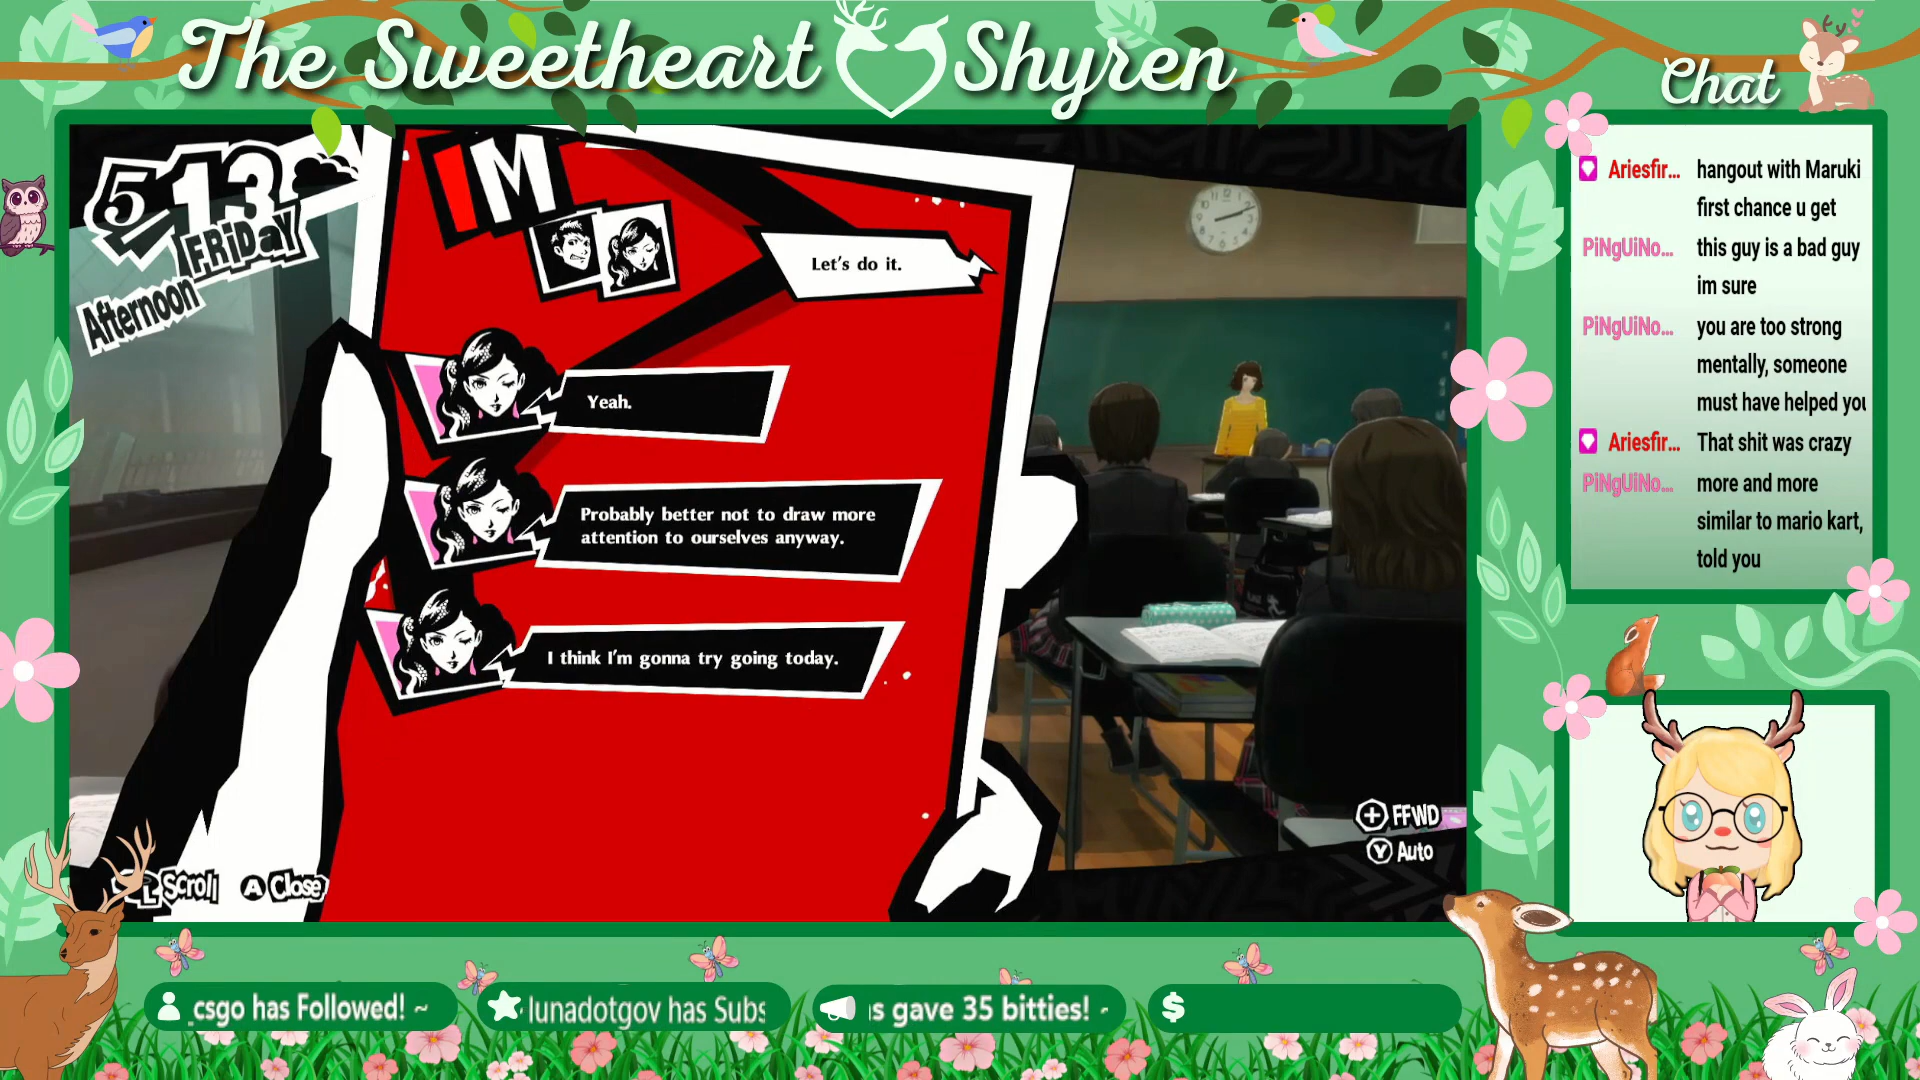 The Sweetheart Shyren
Chat
5 13
FRIDAY
Afternoon
IM
Let's do it.
Yeah.
Probably better not to draw more
attention to ourselves anyway.
I think I'm gonna try going today.
L Scroll A Close
+ FFWD
Y Auto
Ariesfir... hangout with Maruki
first chance u get
PiNgUiNo... this guy is a bad guy
im sure
PiNgUiNo... you are too strong
mentally, someone
must have helped you
Ariesfir... That shit was crazy
PiNgUiNo... more and more
similar to mario kart,
told you
_csgo has Followed! ~
lunadotgov has Subs
s gave 35 bitties! -
$